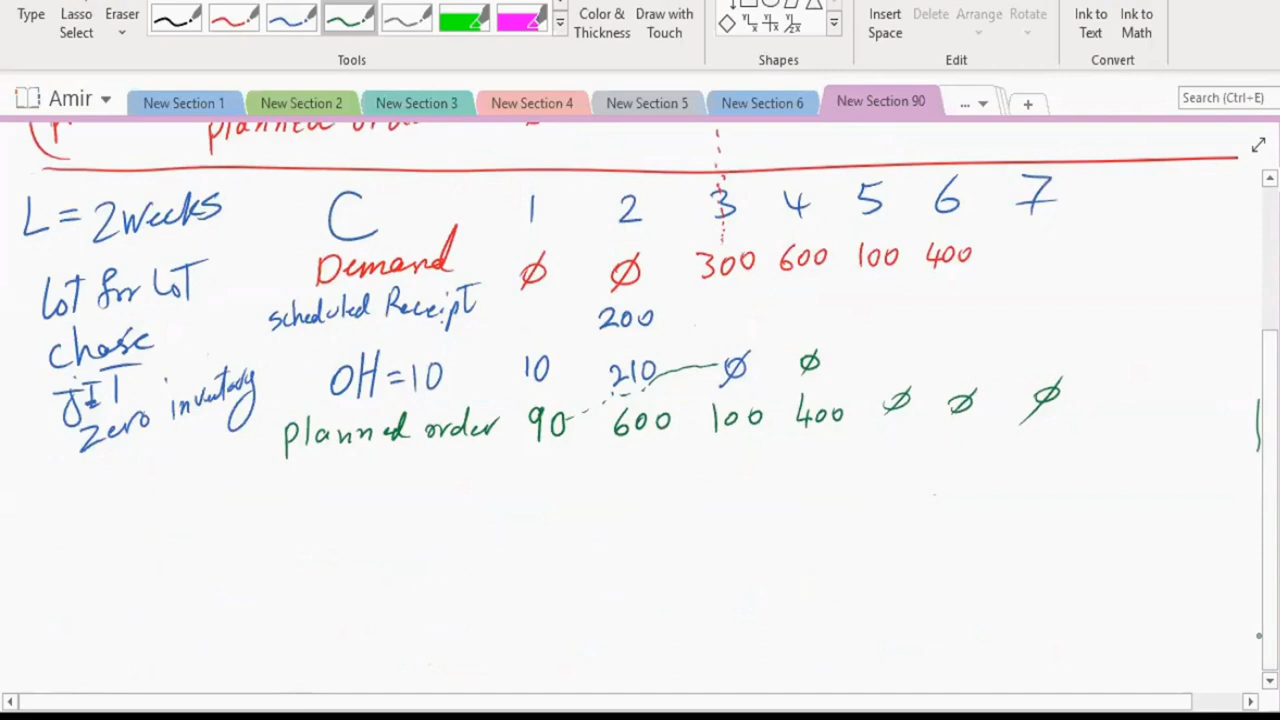 Type Lasso Select Eraser Color & Thickness Draw with Touch Insert Space Delete Arrange Rotate Ink to Text Ink to Math
Tools Shapes Edit Convert
Amir New Section 1 New Section 2 New Section 3 New Section 4 New Section 5 New Section 6 New Section 90 ... + Search (Ctrl+E)
planned
L = 2 weeks C 1 2 3 4 5 6 7
Demand ∅ ∅ 300 600 100 400
Lot for LoT scheduled Receipt 200
chase
OH = 10 10 210 ∅ ∅
JIT
zero inventory planned order 90 600 100 400 ∅ ∅ ∅